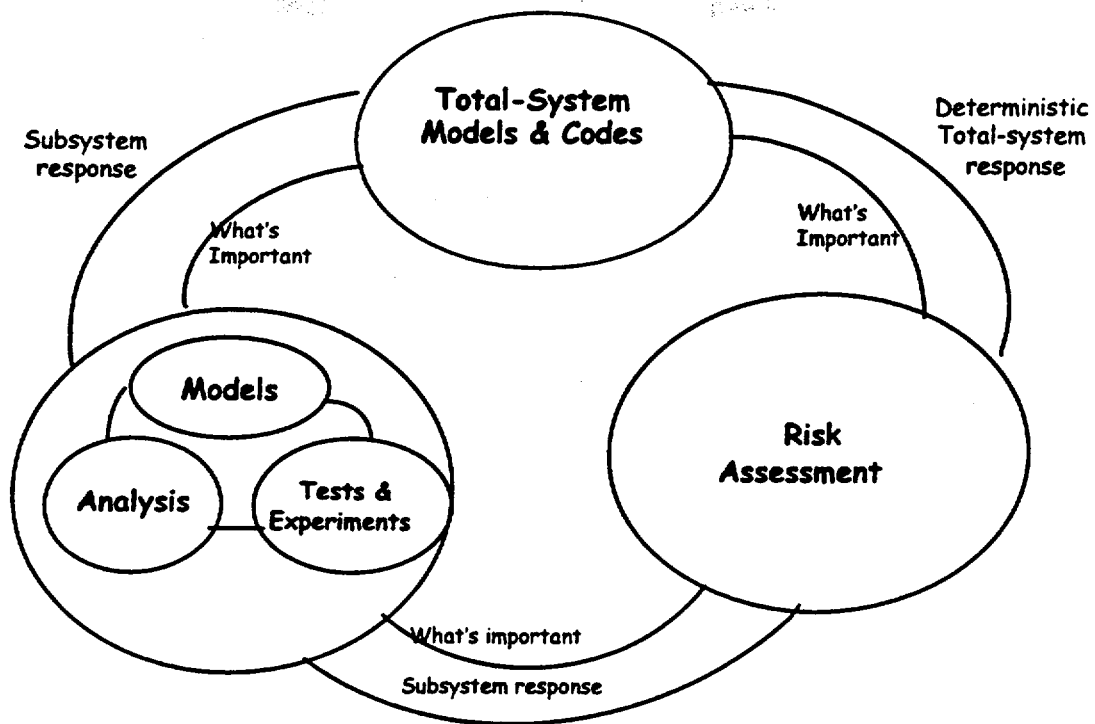 Total-System
Models & Codes
Subsystem
response
Deterministic
Total-system
response
What's
Important
What's
Important
Models
Analysis
Tests &
Experiments
Risk
Assessment
What's important
Subsystem response